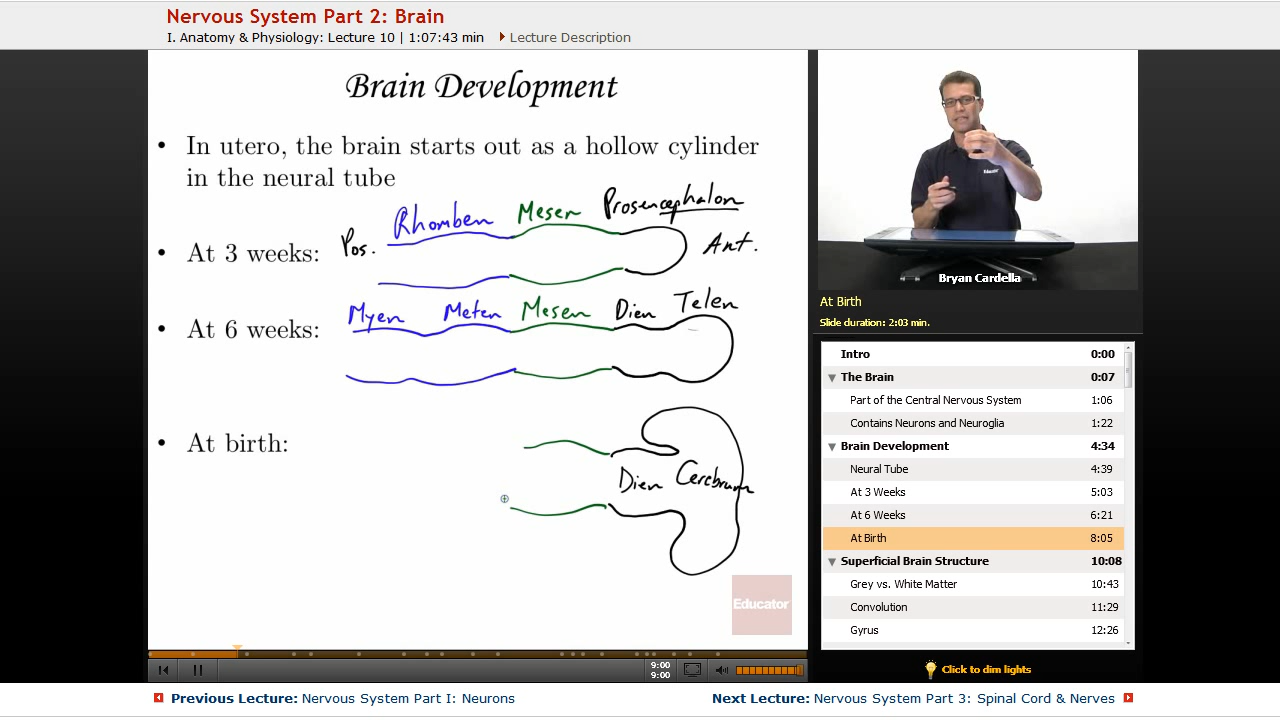 Nervous System Part 2: Brain
I. Anatomy & Physiology: Lecture 10 | 1:07:43 min
Lecture Description
Brain Development
• In utero, the brain starts out as a hollow cylinder
in the neural tube
Rhomben Mesen Prosencephalon
• At 3 weeks: Pos. Ant.
Myen Meten Mesen Dien Telen
• At 6 weeks:
• At birth:
Dien Cerebrum
Educator
Bryan Cardella
At Birth
Slide duration: 2:03 min.
Intro 0:00
The Brain 0:07
Part of the Central Nervous System 1:06
Contains Neurons and Neuroglia 1:22
Brain Development 4:34
Neural Tube 4:39
At 3 Weeks 5:03
At 6 Weeks 6:21
At Birth 8:05
Superficial Brain Structure 10:08
Grey vs. White Matter 10:43
Convolution 11:29
Gyrus 12:26
9:00
9:00
Click to dim lights
Previous Lecture: Nervous System Part I: Neurons
Next Lecture: Nervous System Part 3: Spinal Cord & Nerves